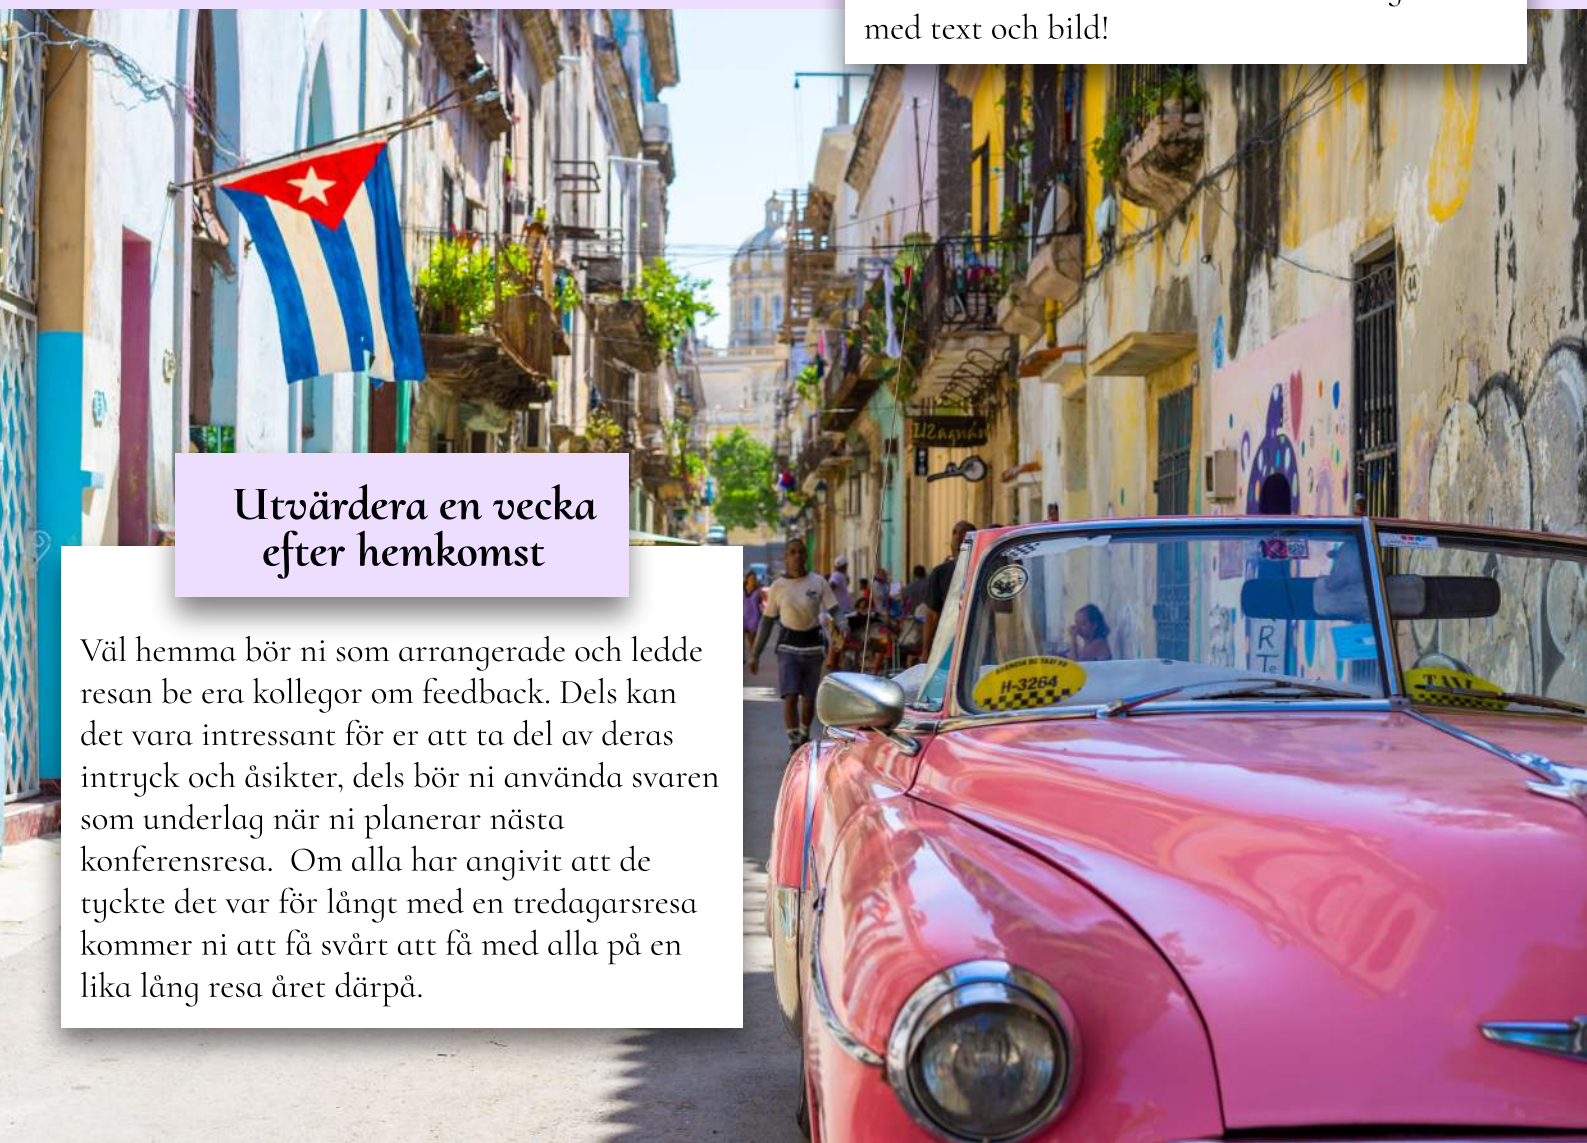 med text och bild!
Utvärdera en vecka
efter hemkomst
Väl hemma bör ni som arrangerade och ledde
resan be era kollegor om feedback. Dels kan
det vara intressant för er att ta del av deras
intryck och åsikter, dels bör ni använda svaren
som underlag när ni planerar nästa
konferensresa.  Om alla har angivit att de
tyckte det var för långt med en tredagarsresa
kommer ni att få svårt att få med alla på en
lika lång resa året därpå.
H-3264
TAXI